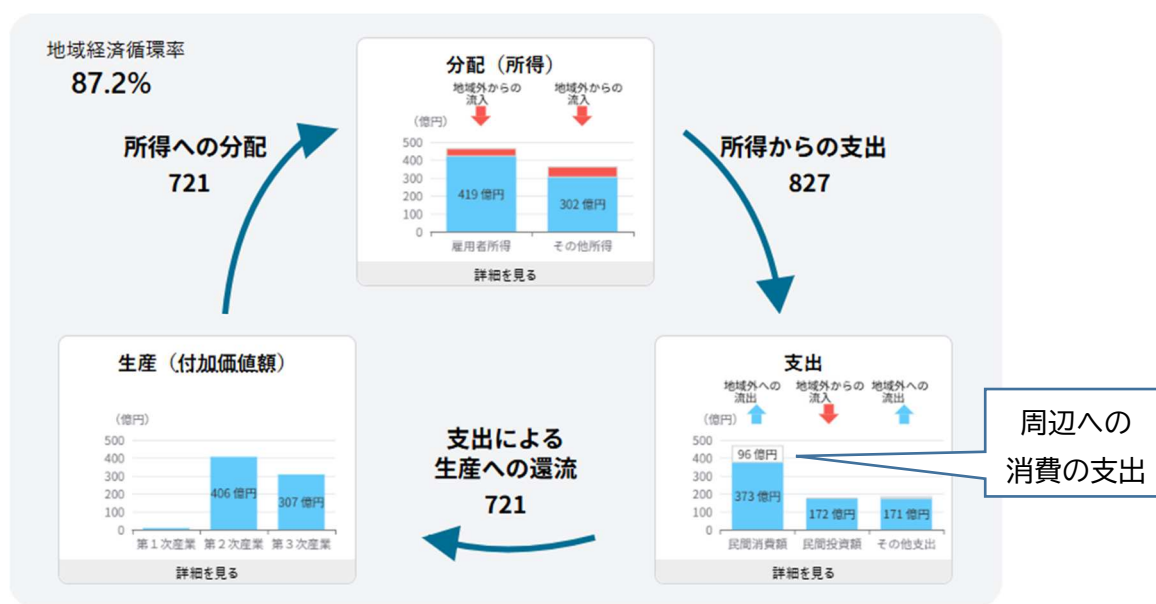 地域経済循環率
87.2%
分配（所得）
地域外からの
流入
地域外からの
流入
（億円）
500
400
300
200
100
0
419 億円
302 億円
雇用者所得
その他所得
詳細を見る
所得への分配
721
所得からの支出
827
生産（付加価値額）
（億円）
500
400
300
200
100
0
406 億円
307 億円
第１次産業
第２次産業
第３次産業
詳細を見る
支出による
生産への還流
721
支出
地域外への
流出
地域外からの
流入
地域外への
流出
（億円）
500
400
300
200
100
0
96 億円
373 億円
172 億円
171 億円
民間消費額
民間投資額
その他支出
詳細を見る
周辺への
消費の支出